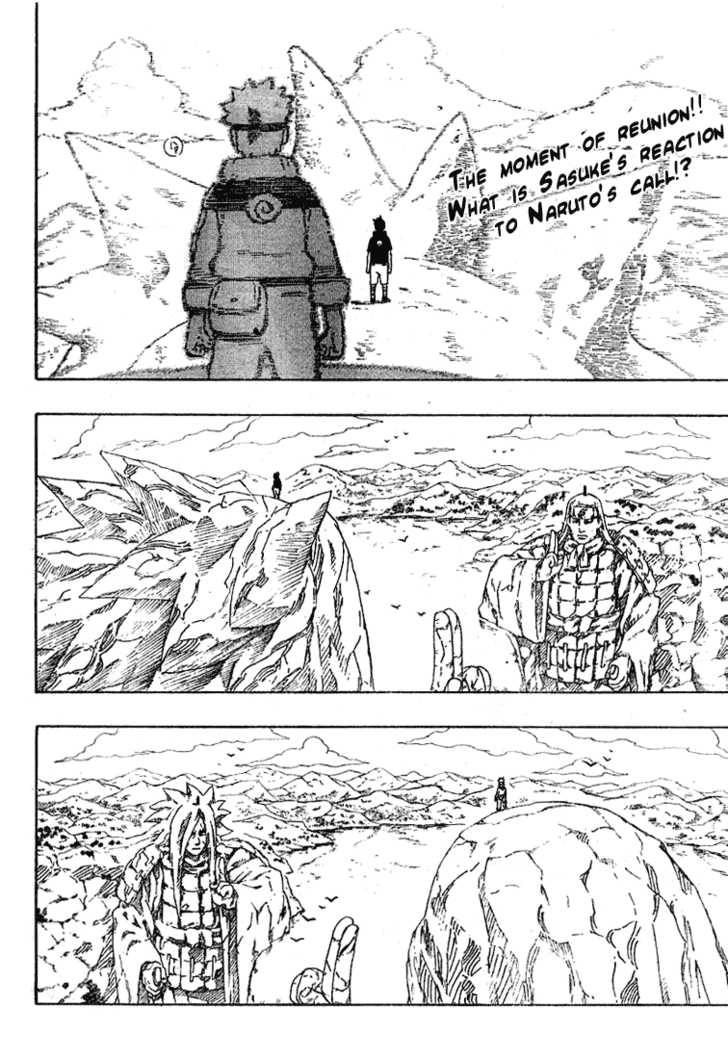 The moment of reunion!!
What is Sasuke's reaction
to Naruto's call!?